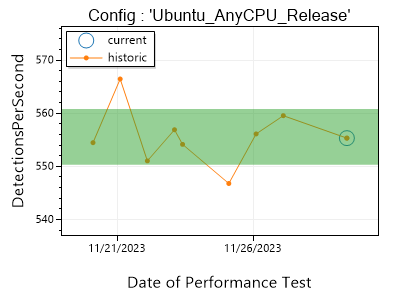 Config : 'Ubuntu_AnyCPU_Release'
current
historic
570
560
550
540
DetectionsPerSecond
11/21/2023
11/26/2023
Date of Performance Test